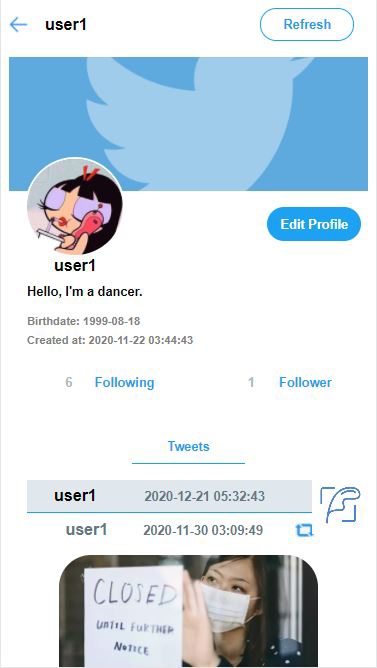 user1
Refresh
Edit Profile
user1
Hello, I'm a dancer.
Birthdate: 1999-08-18
Created at: 2020-11-22 03:44:43
6 Following 1 Follower
Tweets
user1 2020-12-21 05:32:43
user1 2020-11-30 03:09:49
CLOSED
UNTIL FURTHER
NOTICE